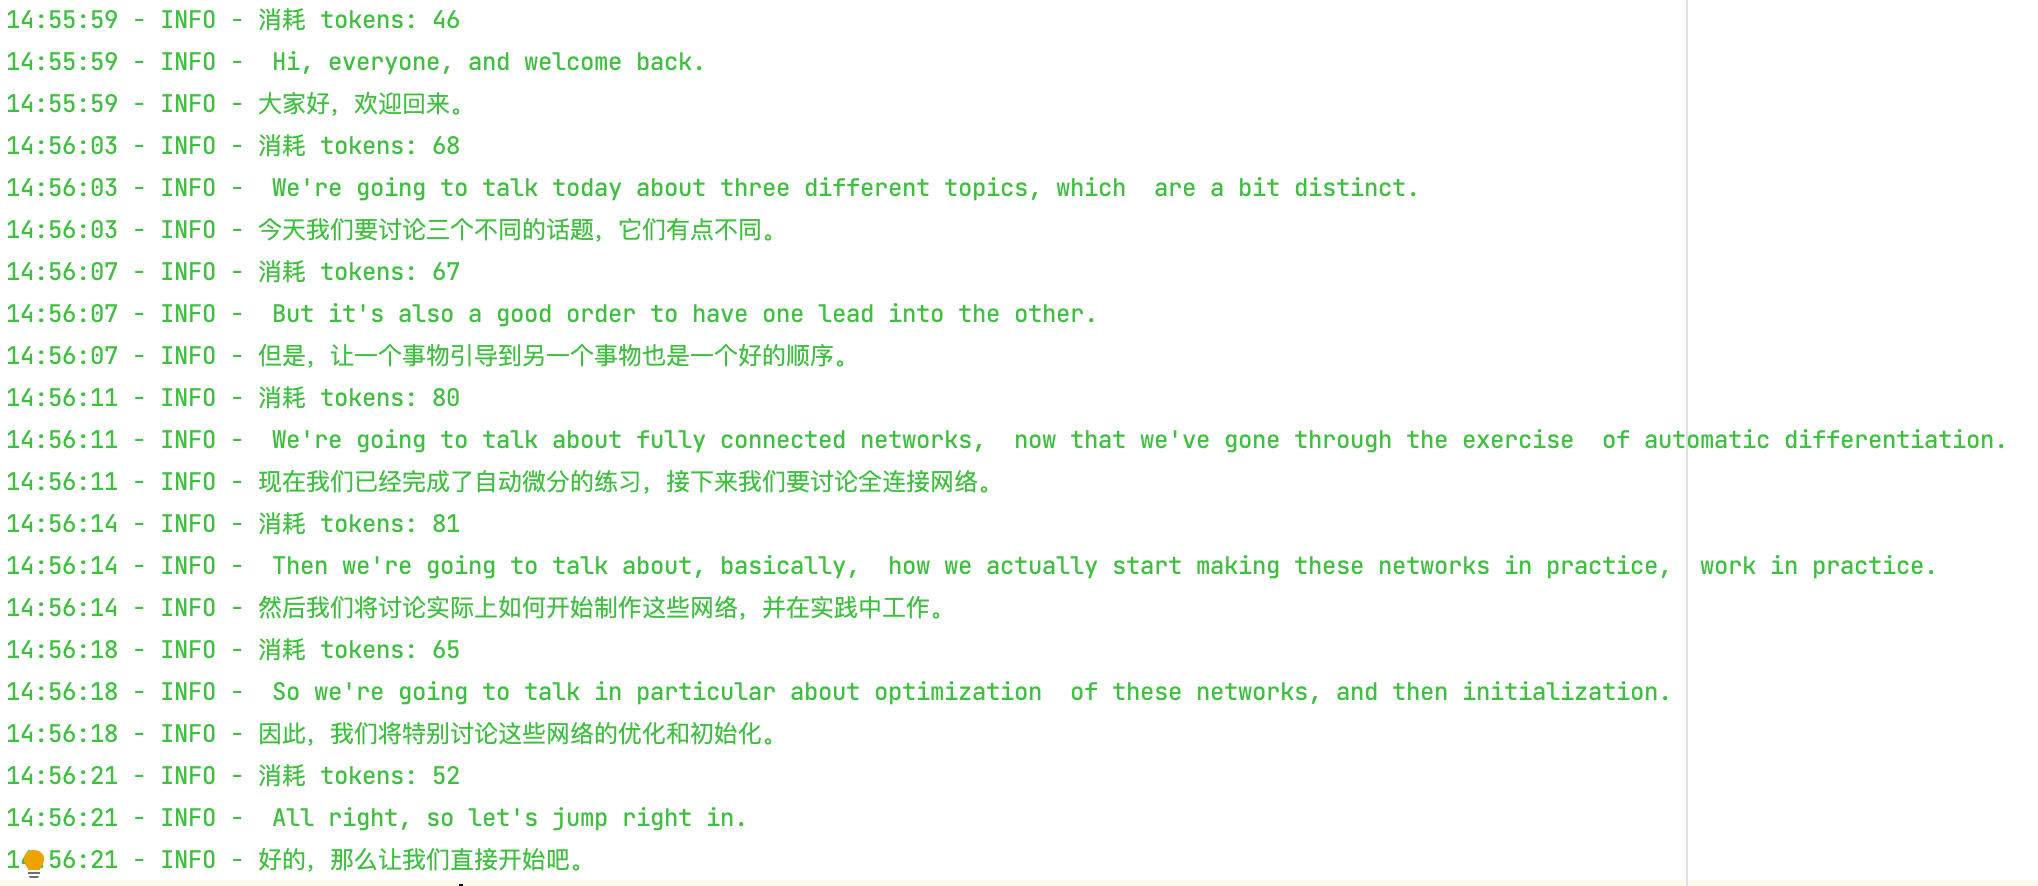 14:55:59 - INFO - 消耗 tokens: 46
14:55:59 - INFO -  Hi, everyone, and welcome back.
14:55:59 - INFO - 大家好，欢迎回来。
14:56:03 - INFO - 消耗 tokens: 68
14:56:03 - INFO -  We're going to talk today about three different topics, which  are a bit distinct.
14:56:03 - INFO - 今天我们要讨论三个不同的话题，它们有点不同。
14:56:07 - INFO - 消耗 tokens: 67
14:56:07 - INFO -  But it's also a good order to have one lead into the other.
14:56:07 - INFO - 但是，让一个事物引导到另一个事物也是一个好的顺序。
14:56:11 - INFO - 消耗 tokens: 80
14:56:11 - INFO -  We're going to talk about fully connected networks,  now that we've gone through the exercise  of automatic differentiation.
14:56:11 - INFO - 现在我们已经完成了自动微分的练习，接下来我们要讨论全连接网络。
14:56:14 - INFO - 消耗 tokens: 81
14:56:14 - INFO -  Then we're going to talk about, basically,  how we actually start making these networks in practice,  work in practice.
14:56:14 - INFO - 然后我们将讨论实际上如何开始制作这些网络，并在实践中工作。
14:56:18 - INFO - 消耗 tokens: 65
14:56:18 - INFO -  So we're going to talk in particular about optimization  of these networks, and then initialization.
14:56:18 - INFO - 因此，我们将特别讨论这些网络的优化和初始化。
14:56:21 - INFO - 消耗 tokens: 52
14:56:21 - INFO -  All right, so let's jump right in.
14:56:21 - INFO - 好的，那么让我们直接开始吧。